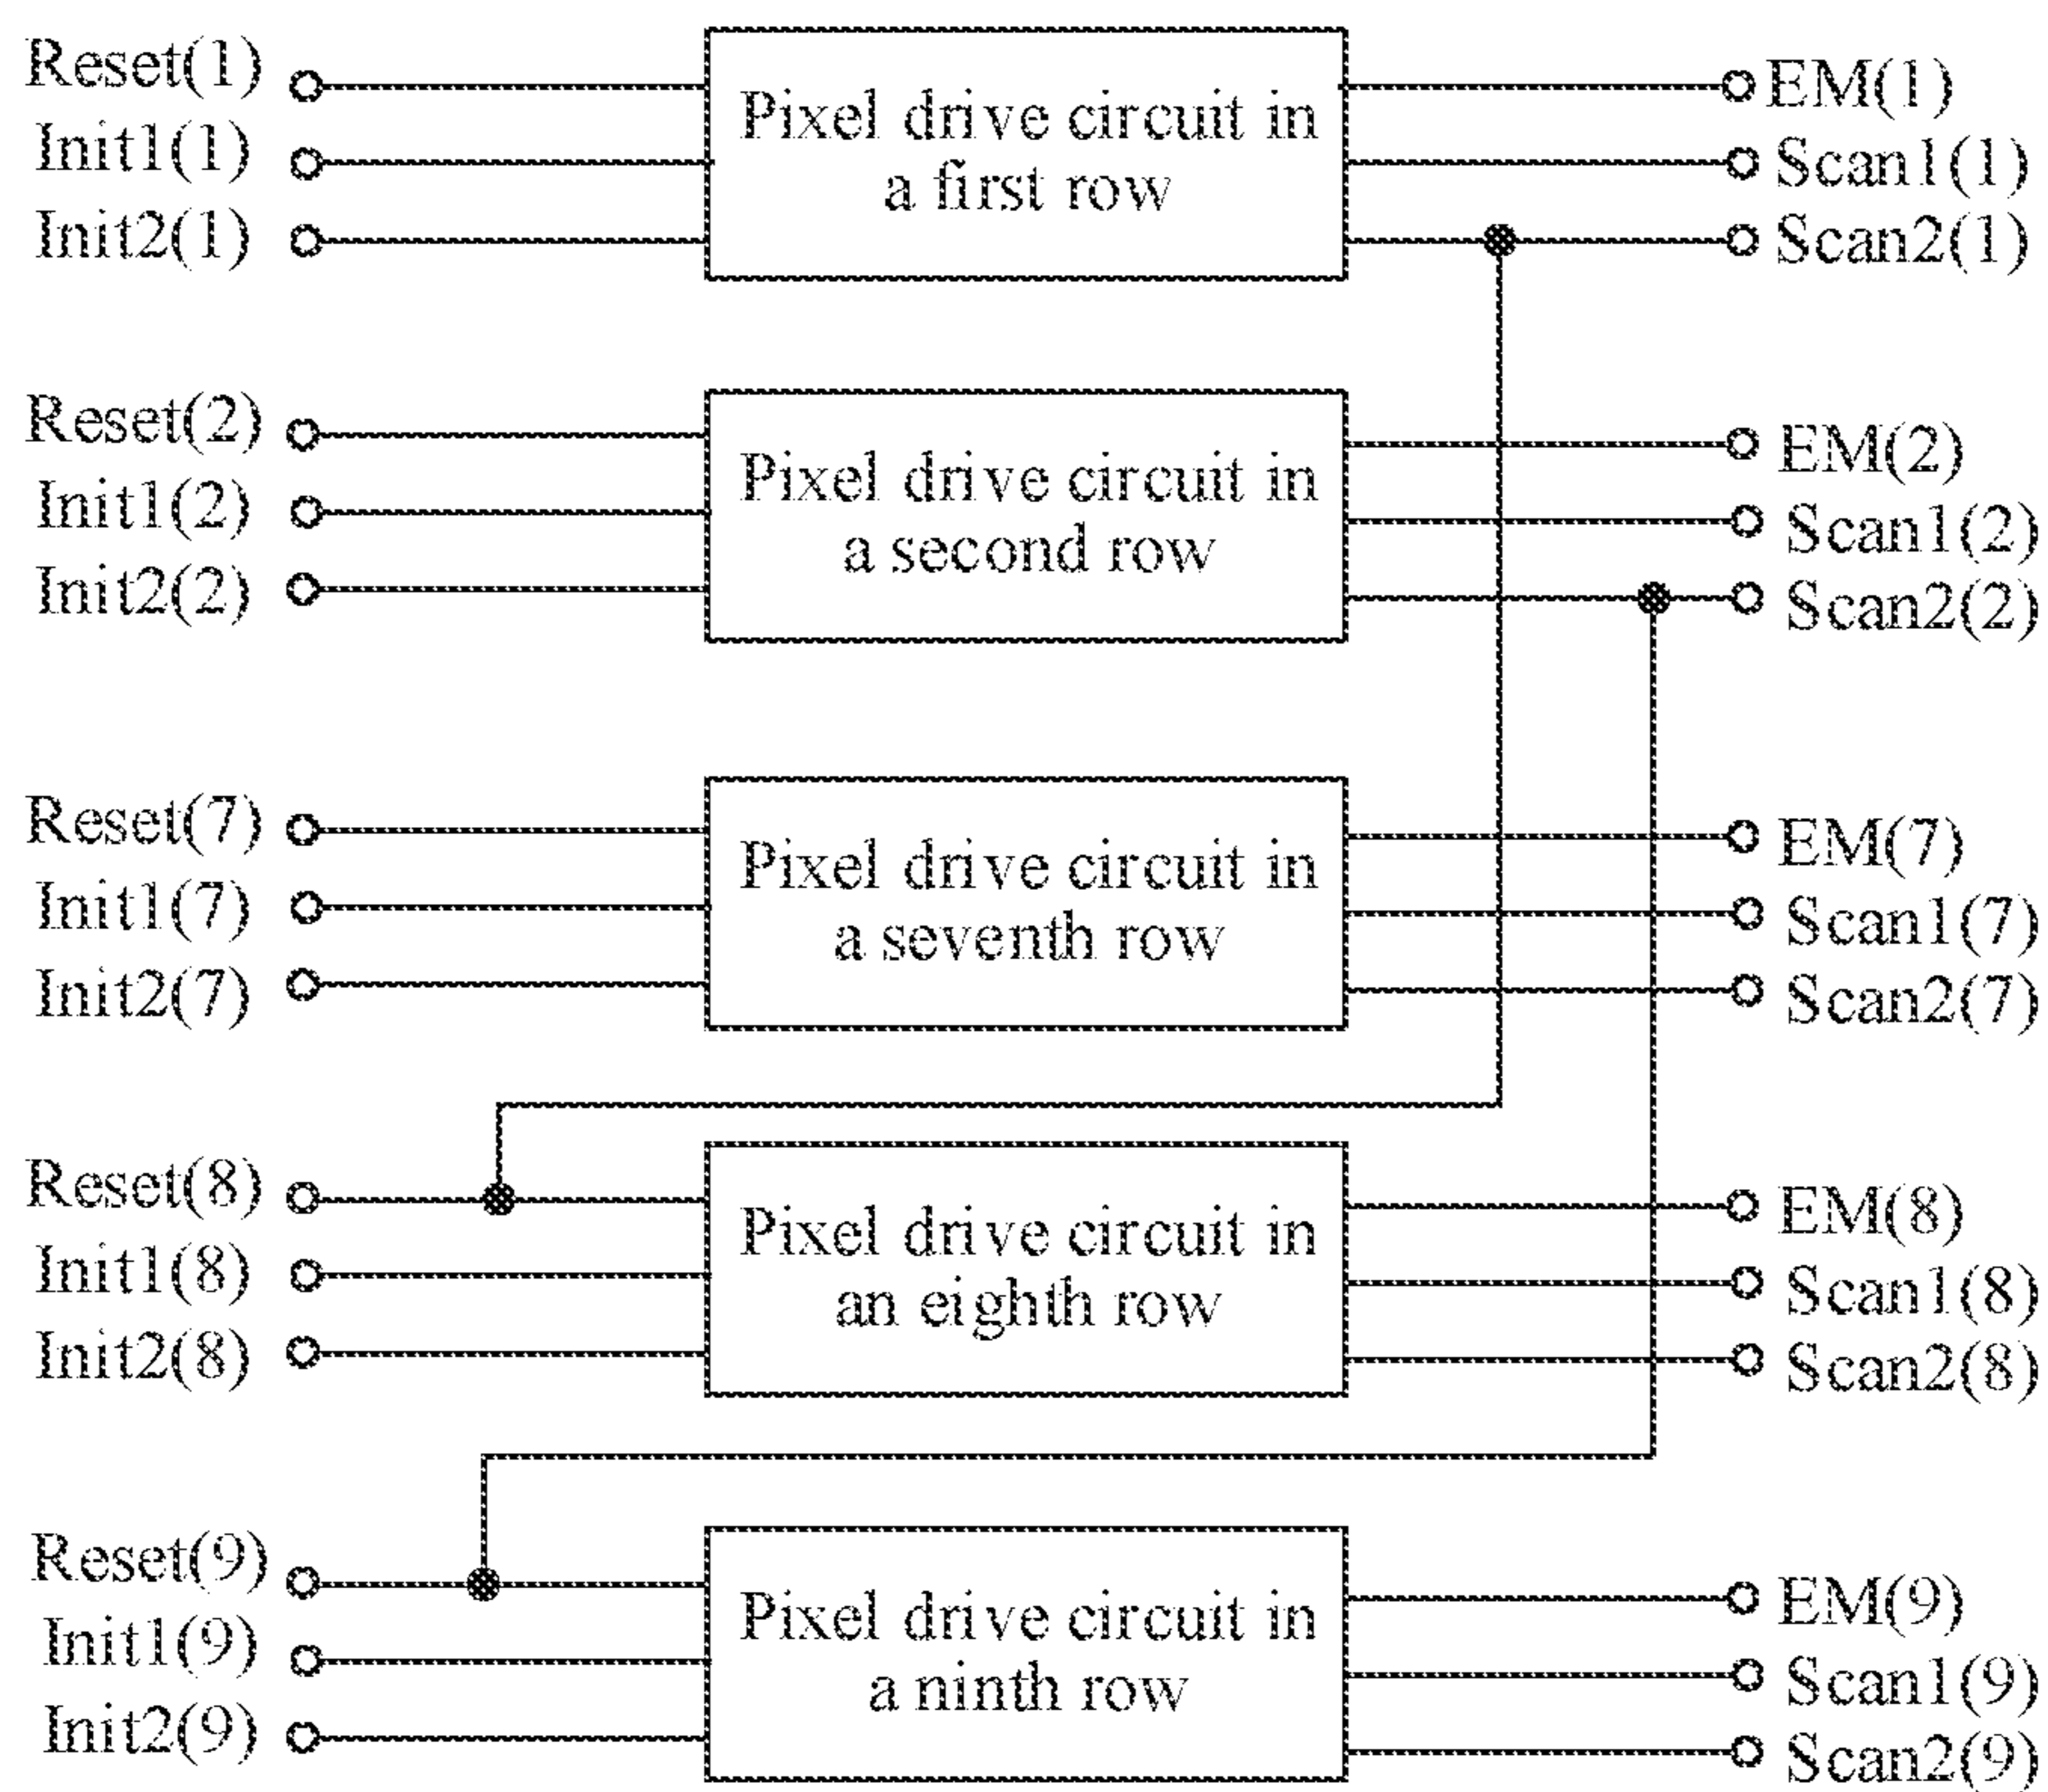 Reset(1)
Init1(1)
Init2(1)
Pixel drive circuit in
a first row
EM(1)
Scan1(1)
Scan2(1)
Reset(2)
Init1(2)
Init2(2)
Pixel drive circuit in
a second row
EM(2)
Scan1(2)
Scan2(2)
Reset(7)
Init1(7)
Init2(7)
Pixel drive circuit in
a seventh row
EM(7)
Scan1(7)
Scan2(7)
Reset(8)
Init1(8)
Init2(8)
Pixel drive circuit in
an eighth row
EM(8)
Scan1(8)
Scan2(8)
Reset(9)
Init1(9)
Init2(9)
Pixel drive circuit in
a ninth row
EM(9)
Scan1(9)
Scan2(9)